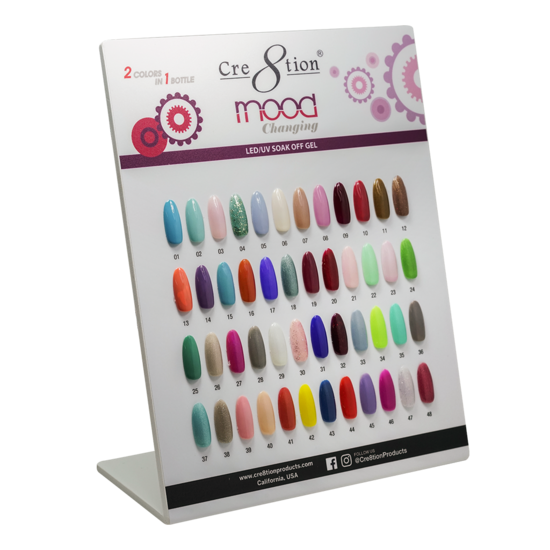 2 COLORS
IN 1 BOTTLE
Cre8tion®
mood
Changing
LED/UV SOAK OFF GEL
01 02 03 04 05 06 07 08 09 10 11 12
13 14 15 16 17 18 19 20 21 22 23 24
25 26 27 28 29 30 31 32 33 34 35 36
37 38 39 40 41 42 43 44 45 46 47 48
www.cre8tionproducts.com
California, USA
FOLLOW US
@Cre8tionProducts